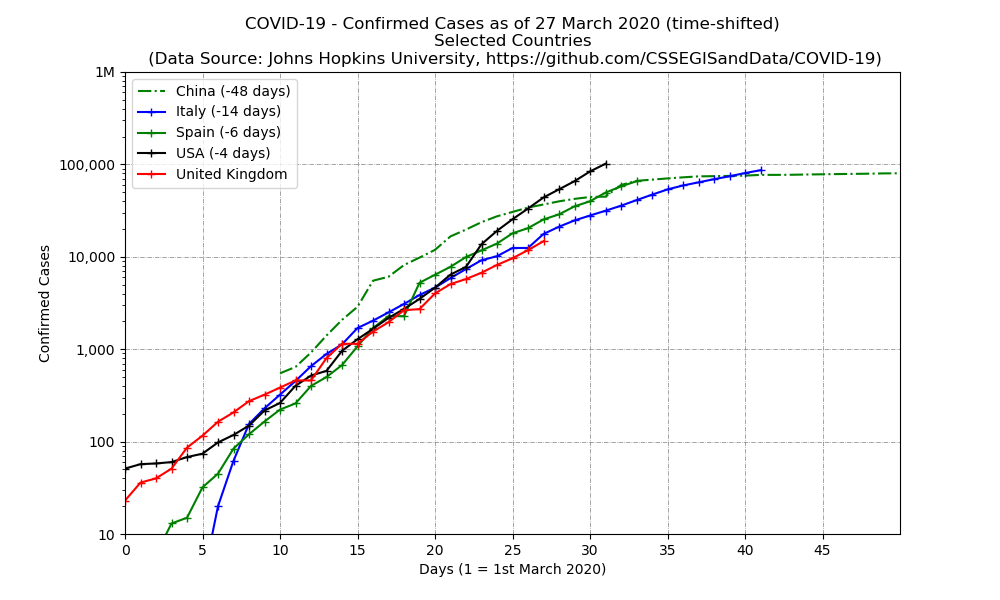 COVID-19 - Confirmed Cases as of 27 March 2020 (time-shifted)
Selected Countries
(Data Source: Johns Hopkins University, https://github.com/CSSEGISandData/COVID-19)
1M
100,000
10,000
1,000
100
10
Confirmed Cases
China (-48 days)
Italy (-14 days)
Spain (-6 days)
USA (-4 days)
United Kingdom
0 5 10 15 20 25 30 35 40 45
Days (1 = 1st March 2020)